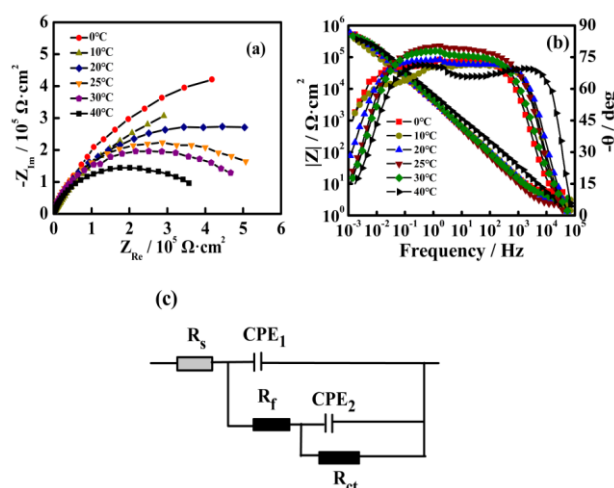 (a)
-Z_Im / 10^5 Ω·cm^2
5
4
3
2
1
0
0°C
10°C
20°C
25°C
30°C
40°C
0 1 2 3 4 5 6
Z_Re / 10^5 Ω·cm^2
(b)
|Z| / Ω·cm^2
10^6
10^5
10^4
10^3
10^2
10^1
10^0
0°C
10°C
20°C
25°C
30°C
40°C
90
75
60
45
30
15
0
-θ / deg
10^-3 10^-2 10^-1 10^0 10^1 10^2 10^3 10^4 10^5
Frequency / Hz
(c)
R_s CPE_1
R_f CPE_2
R_ct